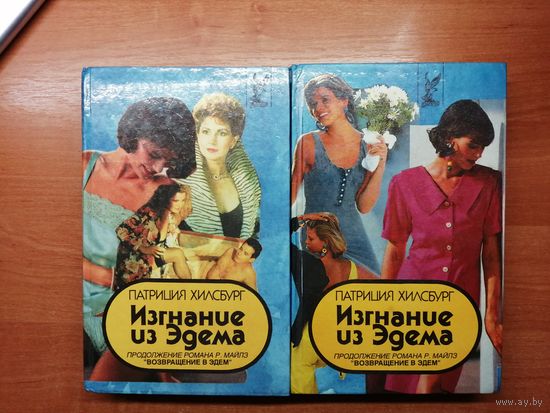 ПАТРИЦИЯ ХИЛСБУРГ
Изгнание
из Эдема
ПРОДОЛЖЕНИЕ РОМАНА Р. МАЙЛЗ
"ВОЗВРАЩЕНИЕ В ЭДЕМ"
ПАТРИЦИЯ ХИЛСБУРГ
Изгнание
из Эдема
ПРОДОЛЖЕНИЕ РОМАНА Р. МАЙЛЗ
"ВОЗВРАЩЕНИЕ В ЭДЕМ"
www.ay.by